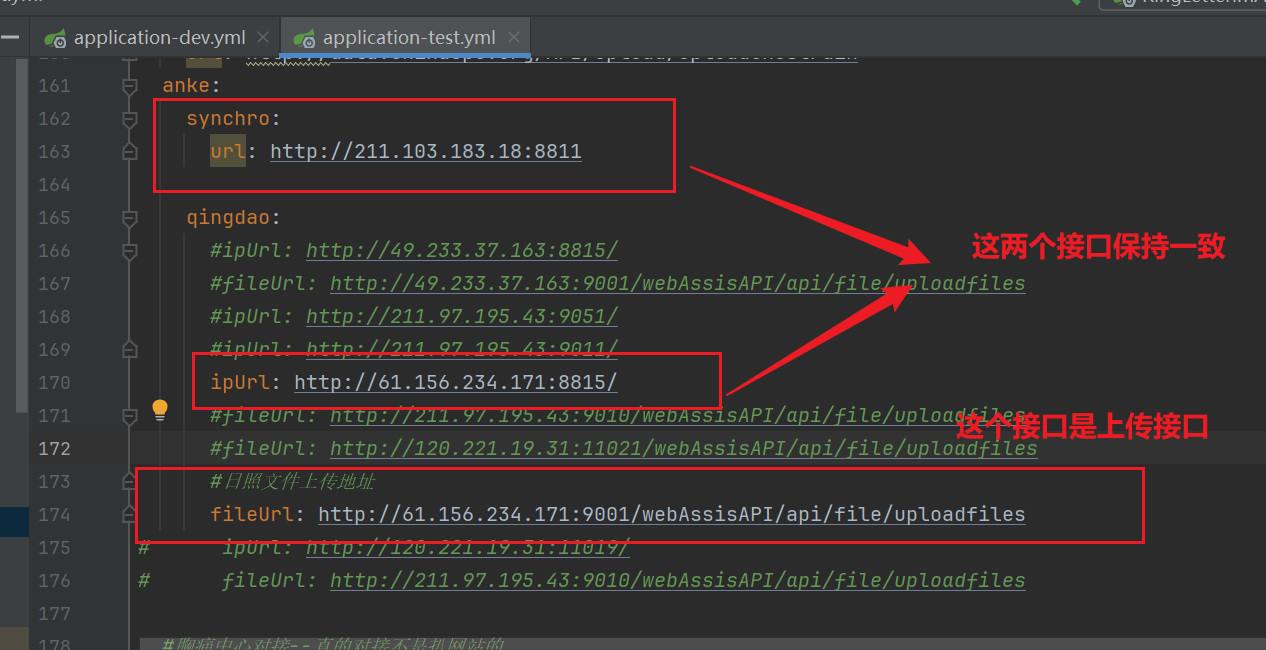 application-dev.yml
application-test.yml
161 anke:
162 synchro:
163 url: http://211.103.183.18:8811
164
165 qingdao:
166 #ipUrl: http://49.233.37.163:8815/
这两个接口保持一致
167 #fileUrl: http://49.233.37.163:9001/webAssisAPI/api/file/uploadfiles
168 #ipUrl: http://211.97.195.43:9051/
169 #ipUrl: http://211.97.195.43:9011/
170 ipUrl: http://61.156.234.171:8815/
171 #fileUrl: http://211.97.195.43:9010/webAssisAPI/api/file/uploadfiles
这个接口是上传接口
172 #fileUrl: http://120.221.19.31:11021/webAssisAPI/api/file/uploadfiles
173 #日照文件上传地址
174 fileUrl: http://61.156.234.171:9001/webAssisAPI/api/file/uploadfiles
175 # ipUrl: http://120.221.19.31:11019/
176 # fileUrl: http://211.97.195.43:9010/webAssisAPI/api/file/uploadfiles
177
178 #胸痛中心对接--真的对接不是扒网站的